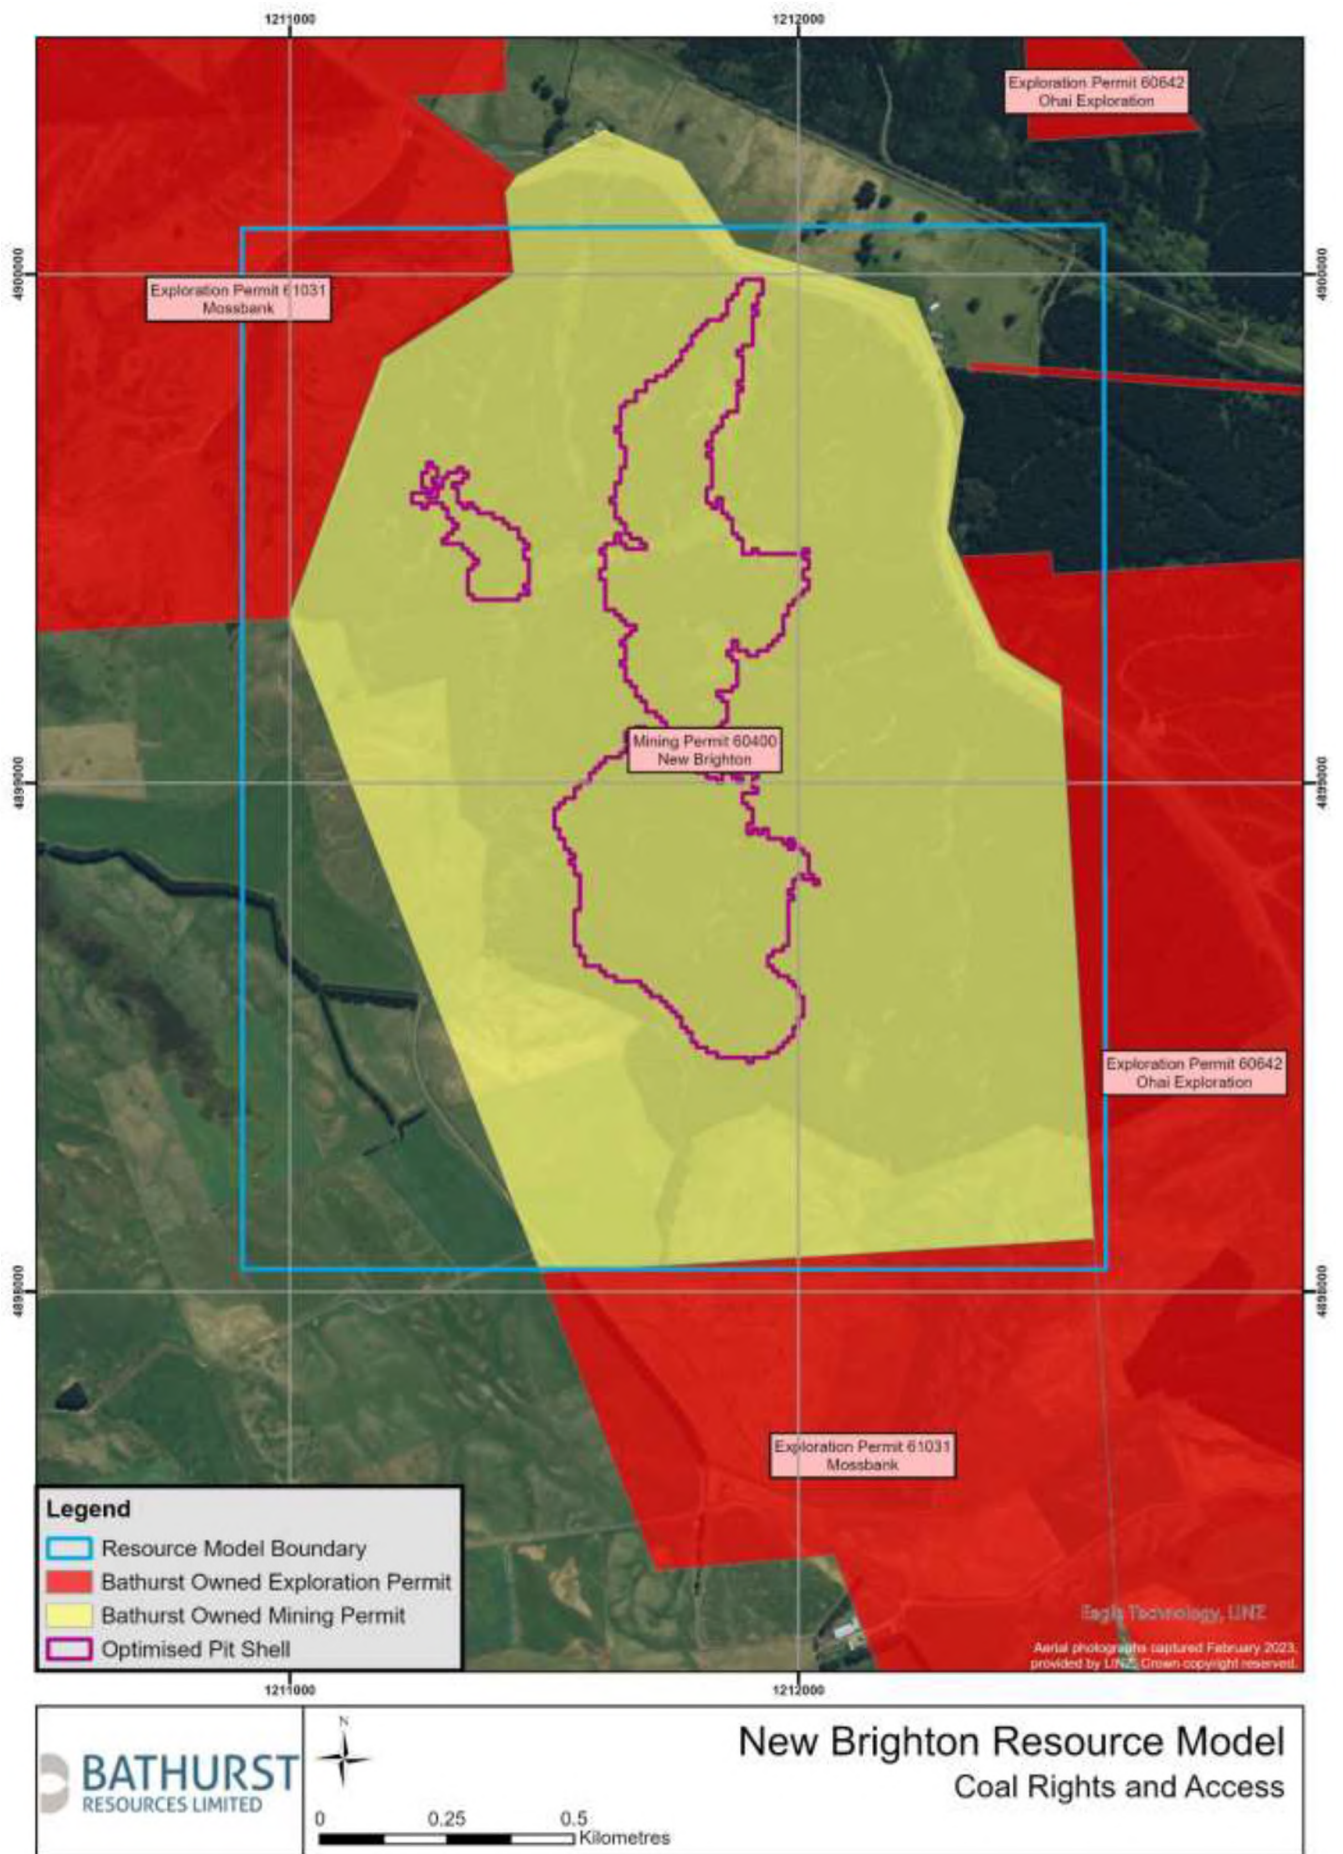 1211000
1212000
Exploration Permit 60642
Ohai Exploration
4900000
4900000
Exploration Permit 61031
Mossbank
Mining Permit 60400
New Brighton
4899000
4899000
Exploration Permit 60642
Ohai Exploration
4898000
4898000
Exploration Permit 61031
Mossbank
Legend
Resource Model Boundary
Bathurst Owned Exploration Permit
Bathurst Owned Mining Permit
Optimised Pit Shell
Eagle Technology, LINZ
Aerial photographs captured February 2023,
provided by LINZ. Crown copyright reserved.
1211000
1212000
BATHURST
RESOURCES LIMITED
N
0 0.25 0.5
Kilometres
New Brighton Resource Model
Coal Rights and Access